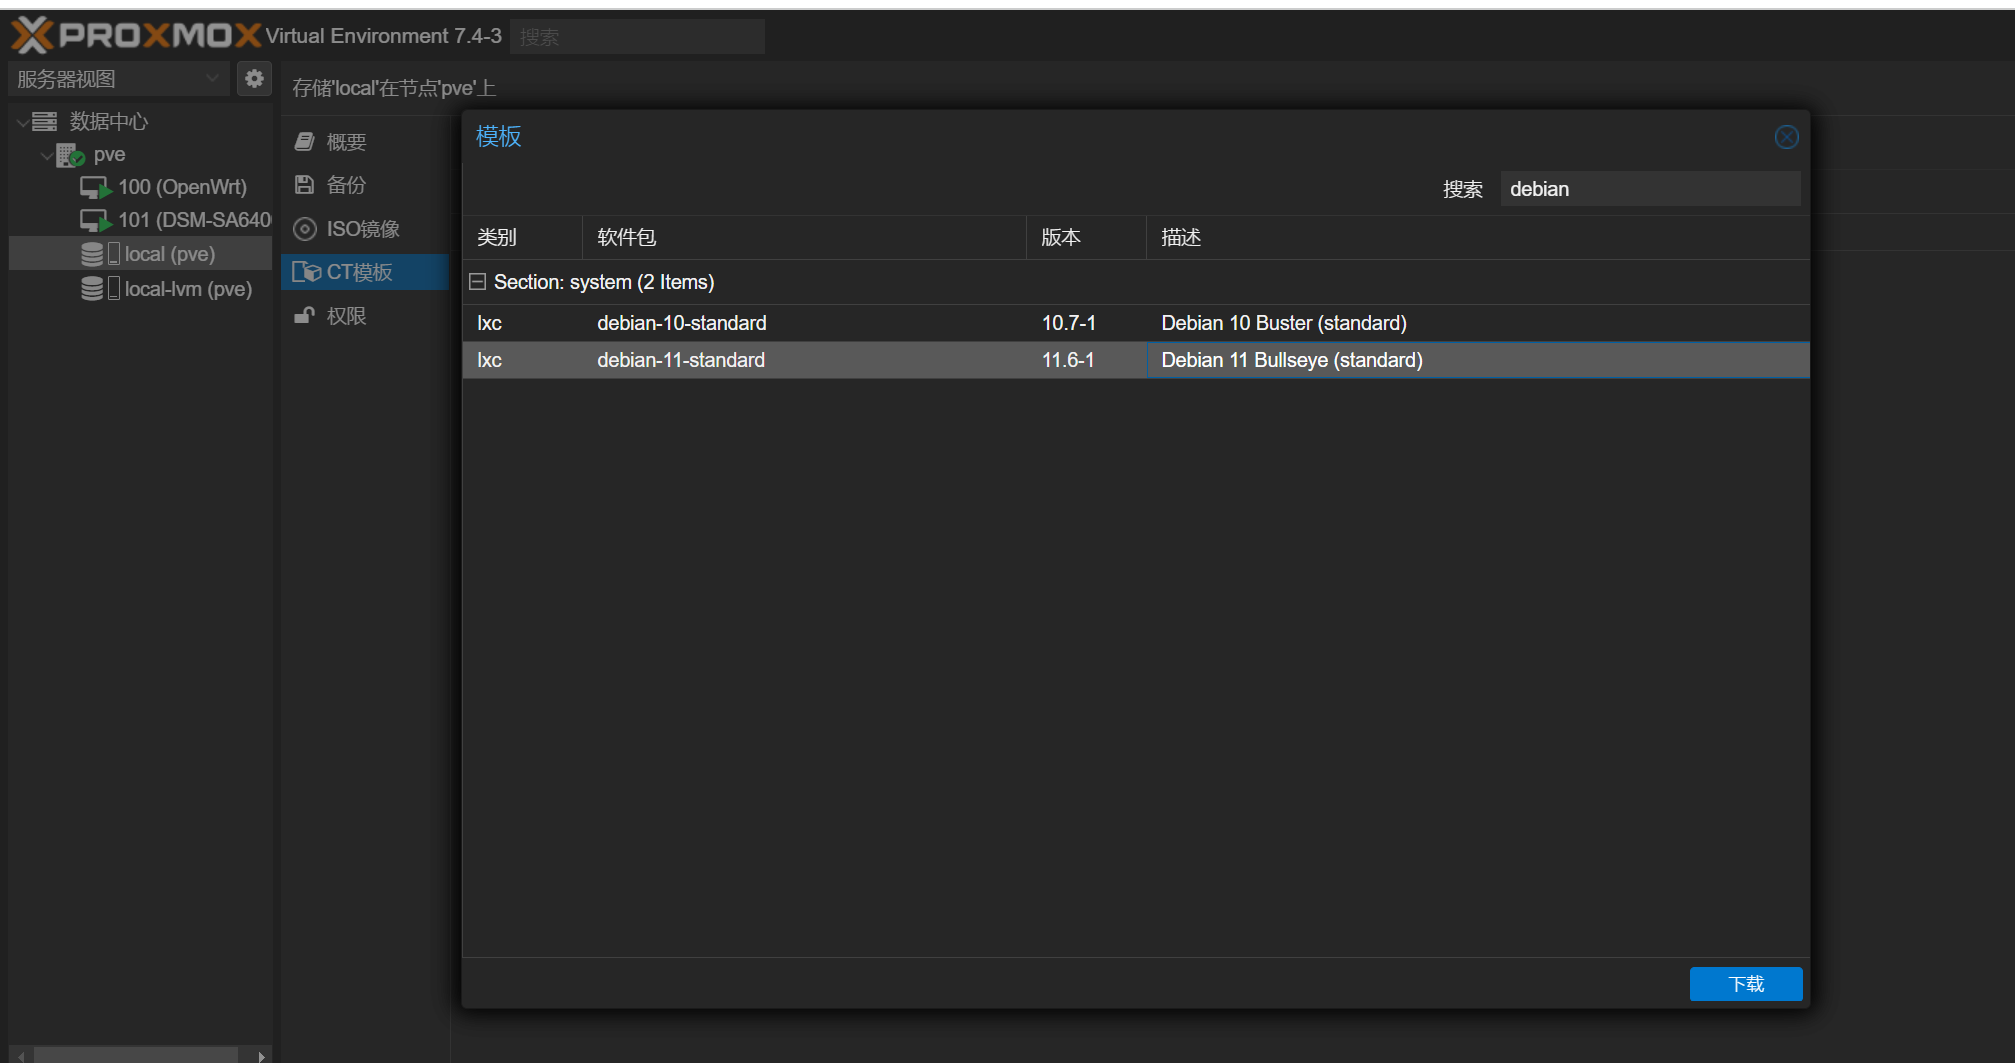 PROXMOX Virtual Environment 7.4-3 搜索
服务器视图
数据中心
pve
100 (OpenWrt)
101 (DSM-SA640
local (pve)
local-lvm (pve)
存储'local'在节点'pve'上
概要
备份
ISO镜像
CT模板
权限
模板
搜索 debian
类别 软件包 版本 描述
Section: system (2 Items)
lxc debian-10-standard 10.7-1 Debian 10 Buster (standard)
lxc debian-11-standard 11.6-1 Debian 11 Bullseye (standard)
下载